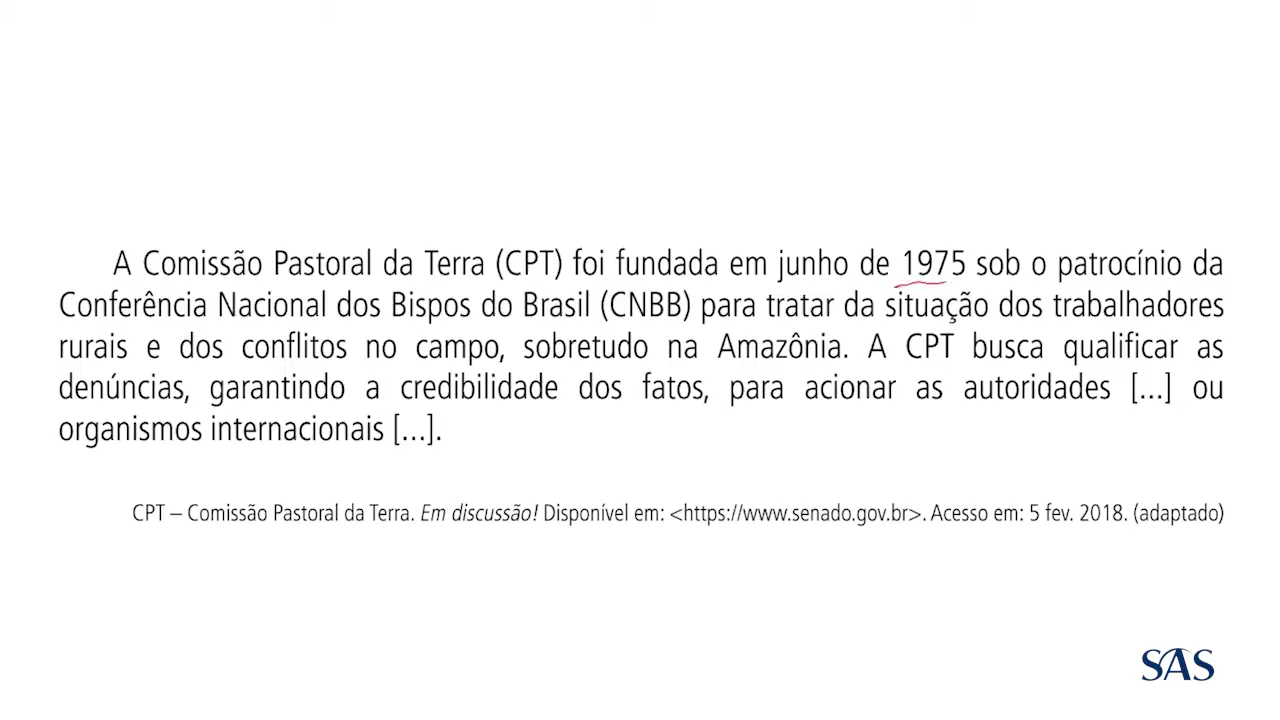 A Comissão Pastoral da Terra (CPT) foi fundada em junho de 1975 sob o patrocínio da
Conferência Nacional dos Bispos do Brasil (CNBB) para tratar da situação dos trabalhadores
rurais e dos conflitos no campo, sobretudo na Amazônia. A CPT busca qualificar as
denúncias, garantindo a credibilidade dos fatos, para acionar as autoridades [...] ou
organismos internacionais [...].
CPT – Comissão Pastoral da Terra. Em discussão! Disponível em: <https://www.senado.gov.br>. Acesso em: 5 fev. 2018. (adaptado)
SAS